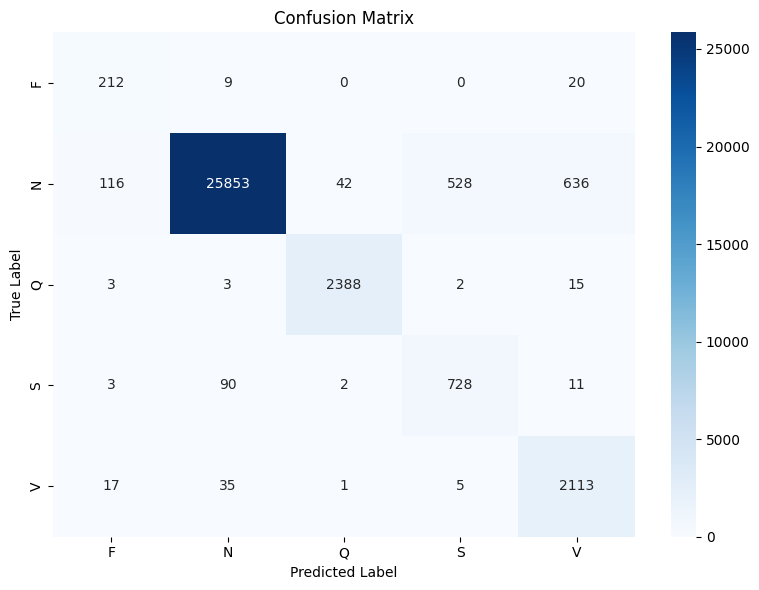 Confusion Matrix
F 212 9 0 0 20
N 116 25853 42 528 636
Q 3 3 2388 2 15
S 3 90 2 728 11
V 17 35 1 5 2113
F N Q S V
True Label
Predicted Label
25000
20000
15000
10000
5000
0